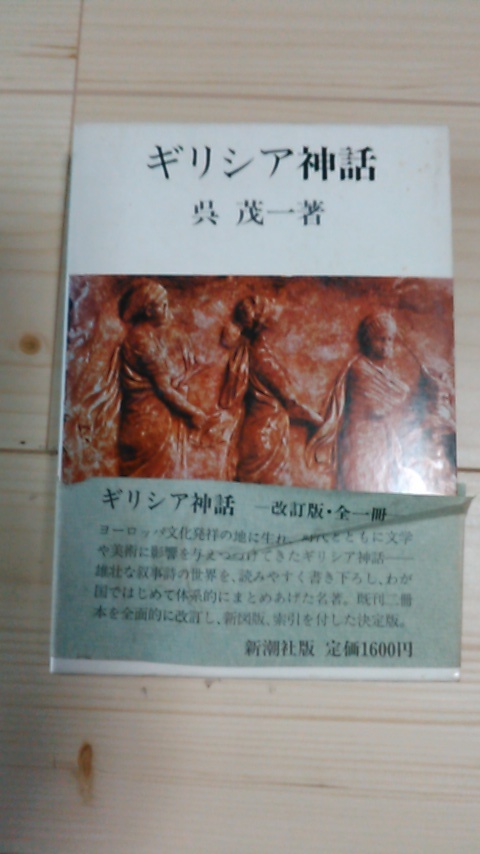 ギリシア神話
呉 茂一著
ギリシア神話 —改訂版・全一冊—
ヨーロッパ文化発祥の地に生れ、時代とともに文学
や美術に影響を与えつづけてきたギリシア神話——
雄壮な叙事詩の世界を、読みやすく書き下ろし、わが
国ではじめて体系的にまとめあげた名著。既刊二冊
本を全面的に改訂し、新図版、索引を付した決定版。
新潮社版 定価1600円